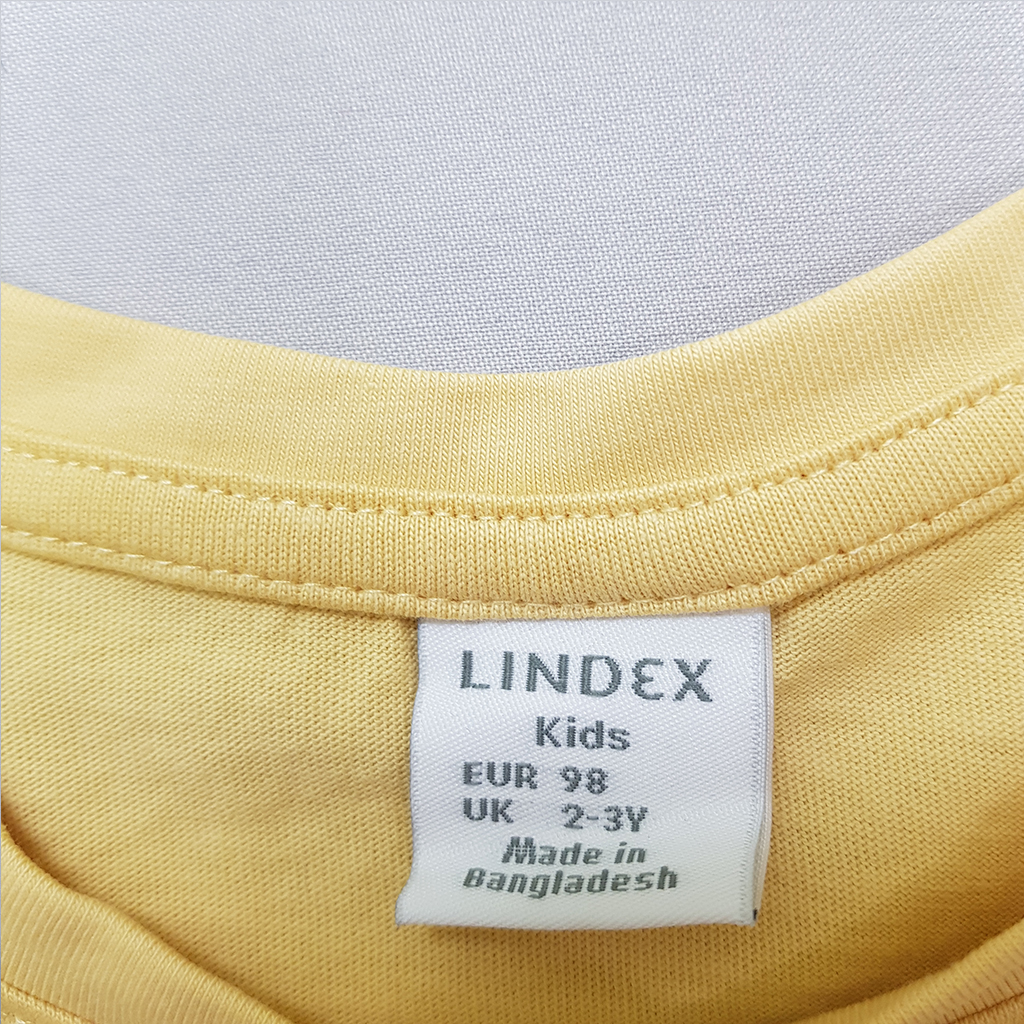 LINDEX
Kids
EUR 98
UK 2-3Y
Made in
Bangladesh